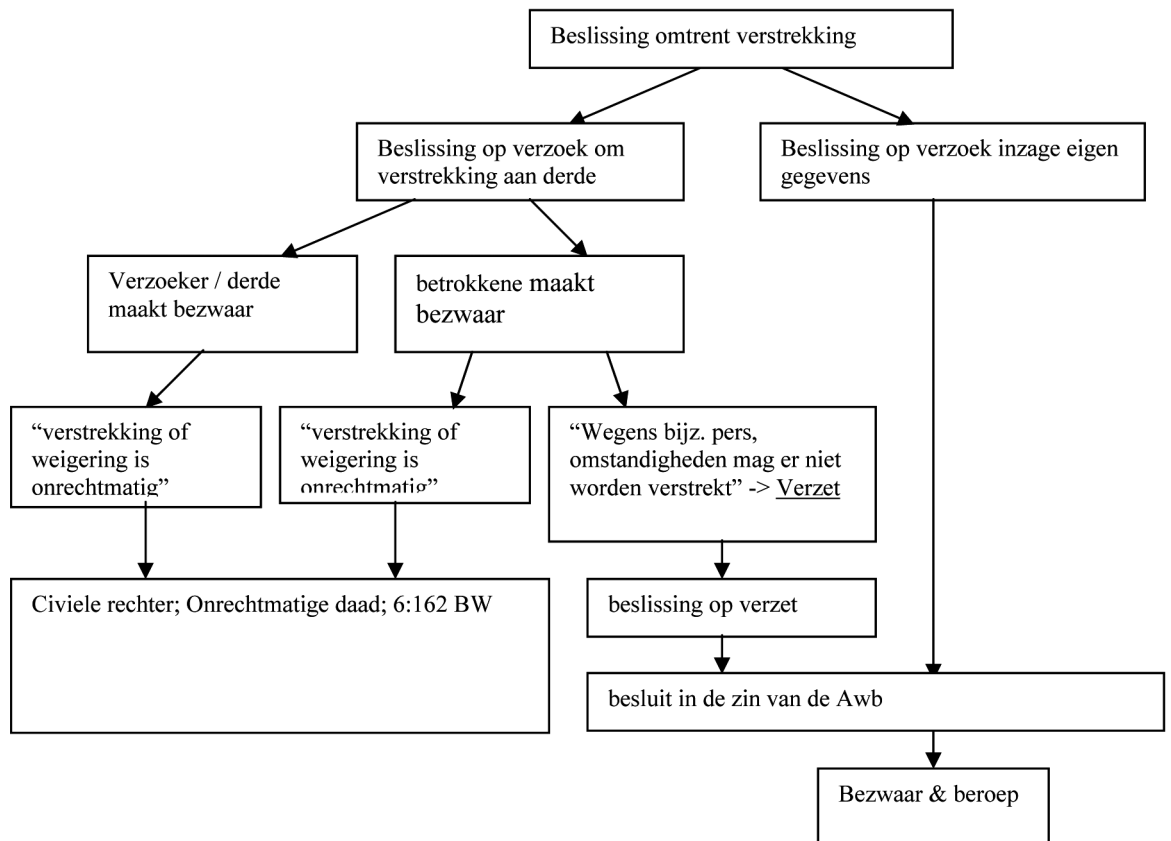 Beslissing omtrent verstrekking
Beslissing op verzoek om
verstrekking aan derde
Beslissing op verzoek inzage eigen
gegevens
Verzoeker / derde
maakt bezwaar
betrokkene maakt
bezwaar
“verstrekking of
weigering is
onrechtmatig”
“verstrekking of
weigering is
onrechtmatig”
“Wegens bijz. pers,
omstandigheden mag er niet
worden verstrekt” -> Verzet
Civiele rechter; Onrechtmatige daad; 6:162 BW
beslissing op verzet
besluit in de zin van de Awb
Bezwaar & beroep